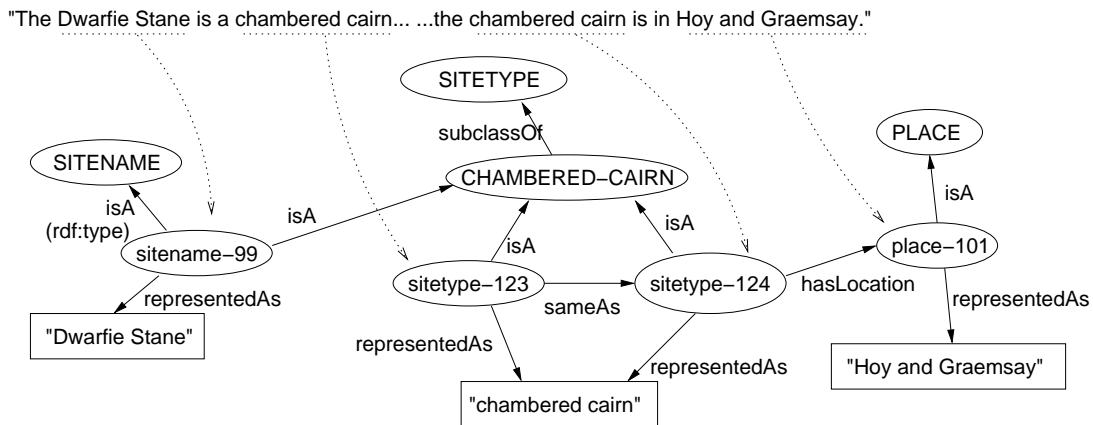 "The Dwarfie Stane is a chambered cairn... ...the chambered cairn is in Hoy and Graemsay."
SITETYPE
subclassOf
PLACE
SITENAME
CHAMBERED−CAIRN
isA
(rdf:type)
isA
isA
isA
isA
sitename−99
sitetype−123
sitetype−124
place−101
sameAs
hasLocation
representedAs
representedAs
"Dwarfie Stane"
representedAs
representedAs
"Hoy and Graemsay"
"chambered cairn"